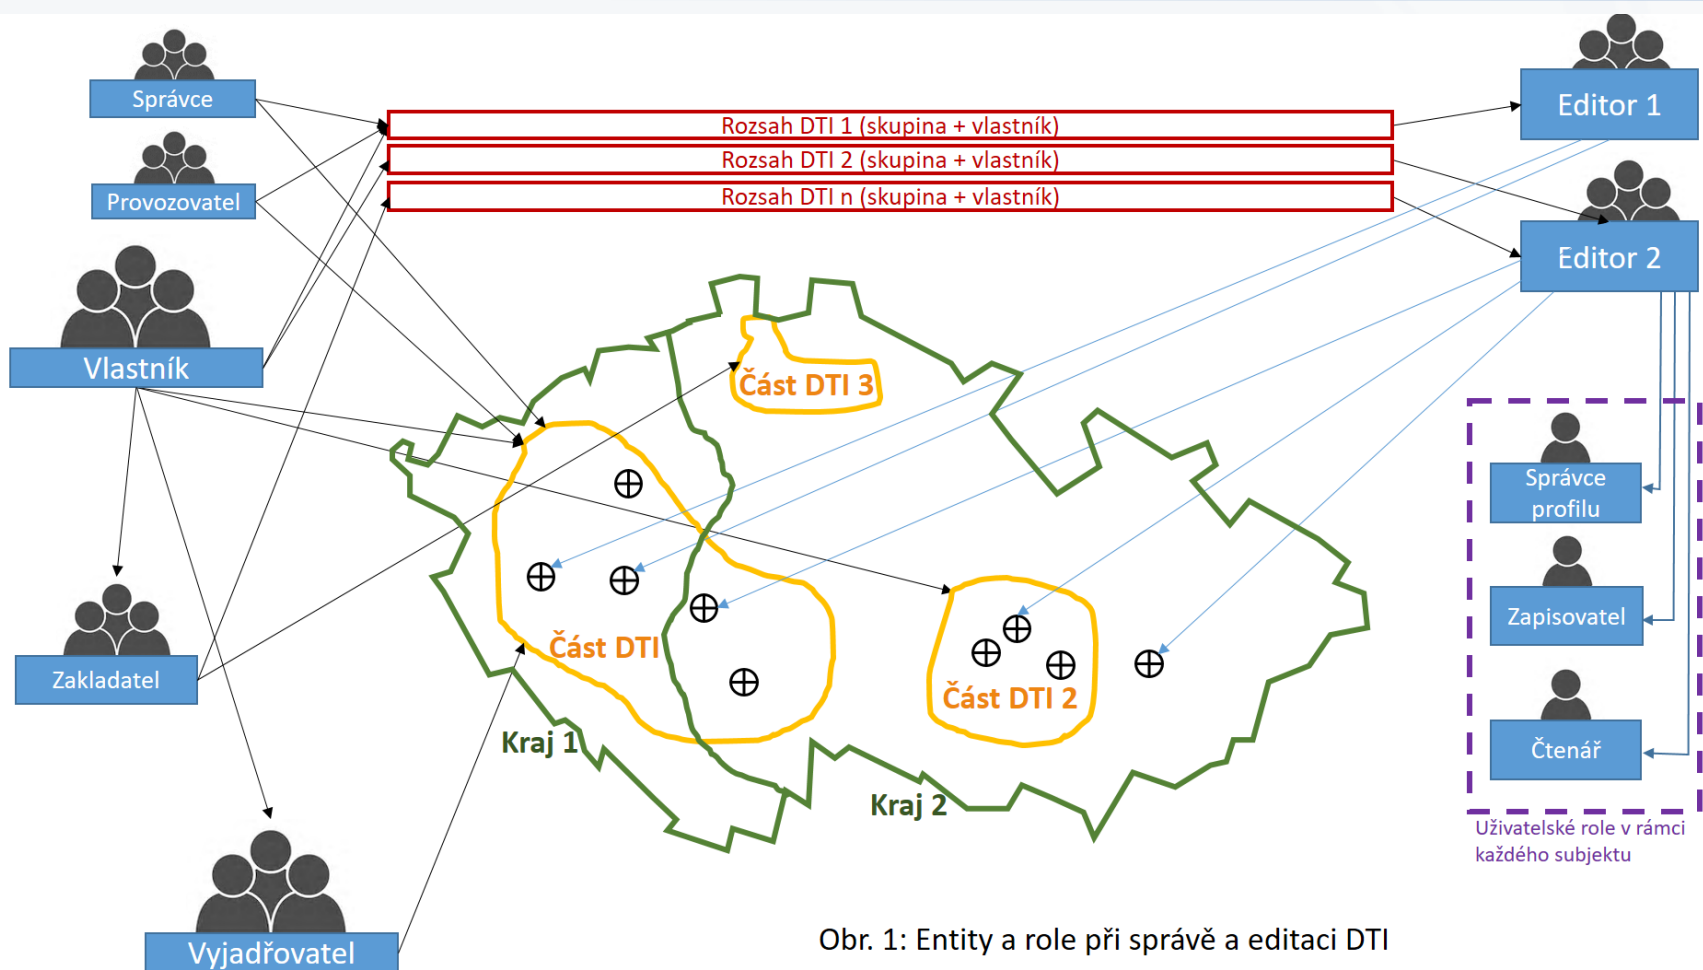 Správce
Editor 1
Rozsah DTI 1 (skupina + vlastník)
Rozsah DTI 2 (skupina + vlastník)
Provozovatel
Rozsah DTI n (skupina + vlastník)
Editor 2
Vlastník
Část DTI 3
Správce
profilu
Zapisovatel
Část DTI
Zakladatel
Část DTI 2
Kraj 1
Čtenář
Kraj 2
Uživatelské role v rámci
každého subjektu
Vyjadřovatel
Obr. 1: Entity a role při správě a editaci DTI